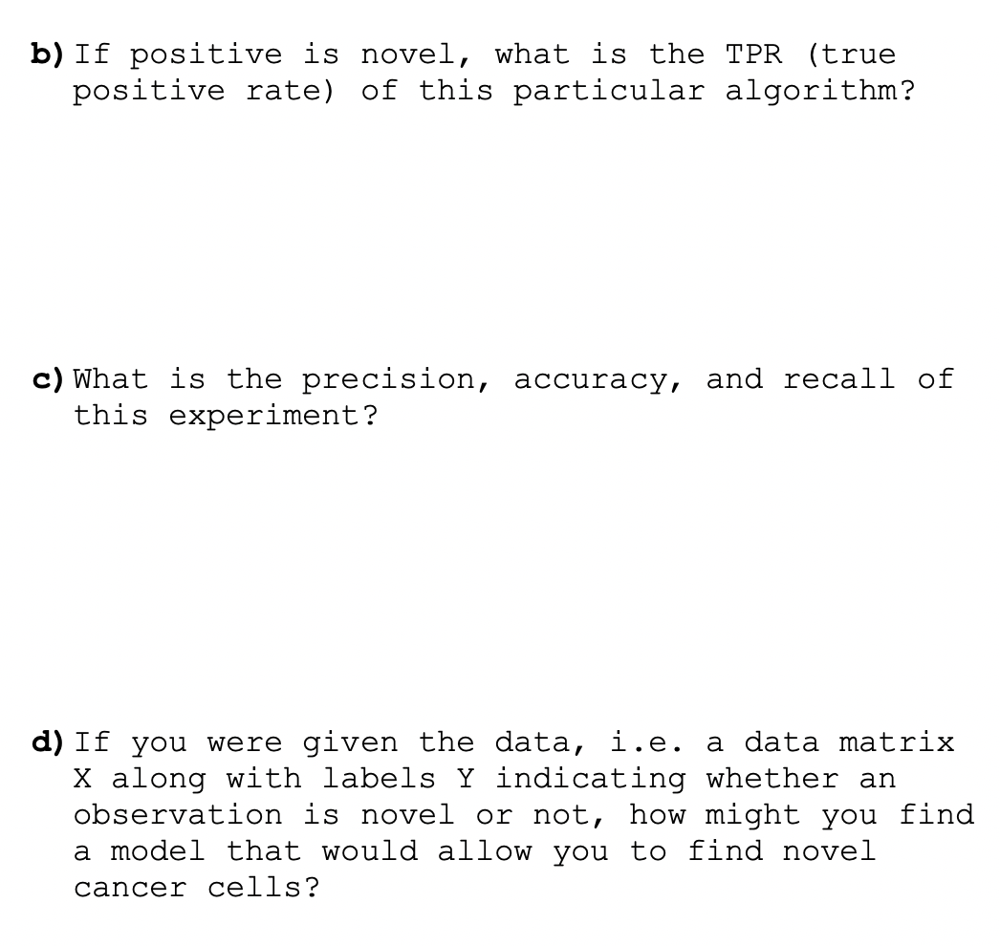 b) If positive is novel, what is the TPR (true
positive rate) of this particular algorithm?
c) What is the precision, accuracy, and recall of
this experiment?
d) If you were given the data, i.e. a data matrix
X along with labels Y indicating whether an
observation is novel or not, how might you find
a model that would allow you to find novel
cancer cells?